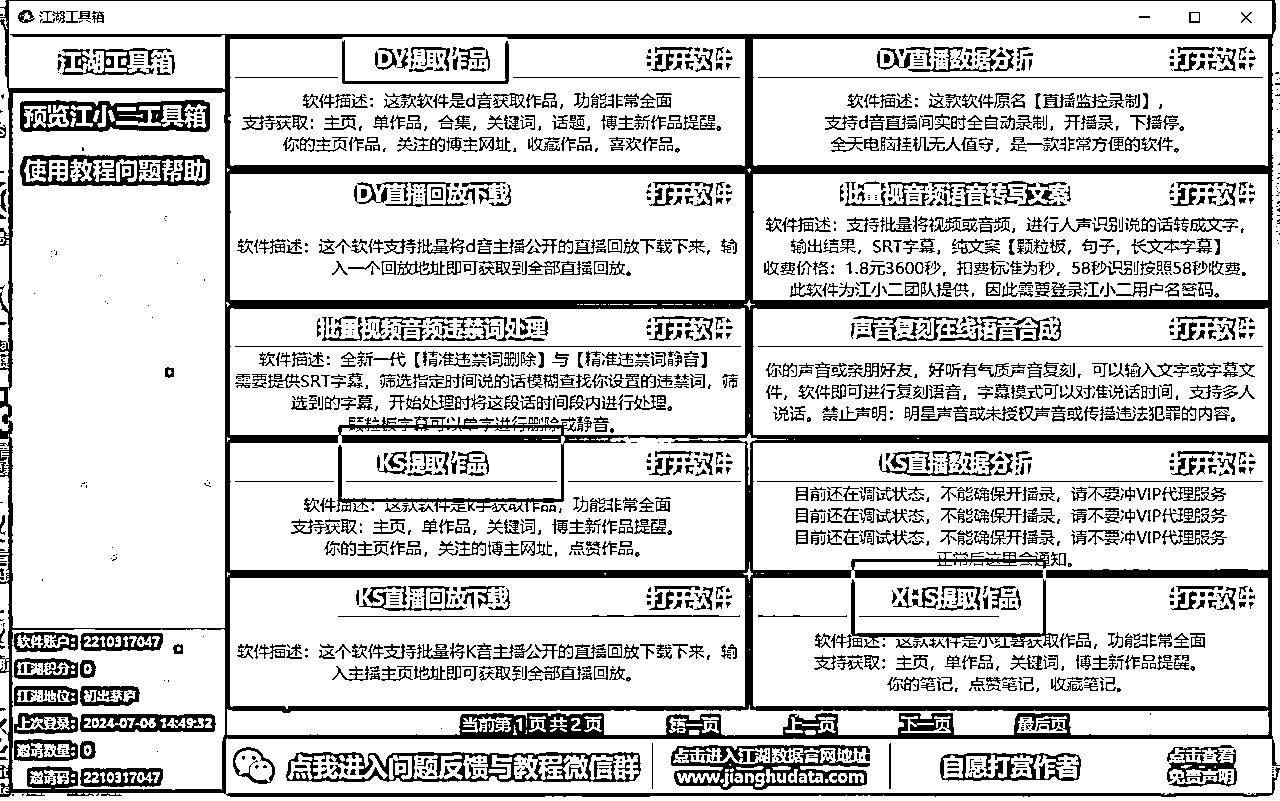 江湖工具箱
江湖工具箱
预览江小二工具箱
使用教程问题帮助
DY提取作品 打开软件
软件描述：这款软件是d音获取作品，功能非常全面
支持获取：主页，单作品，合集，关键词，话题，博主新作品提醒。
你的主页作品，关注的博主网址，收藏作品，喜欢作品。
DY直播数据分析 打开软件
软件描述：这款软件原名【直播监控录制】，
支持d音直播间实时全自动录制，开播录，下播停。
全天电脑挂机无人值守，是一款非常方便的软件。
DY直播回放下载 打开软件
软件描述：这个软件支持批量将d音主播公开的直播回放下载下来，输
入一个回放地址即可获取到全部直播回放。
批量视音频语音转写文案 打开软件
软件描述：支持批量将视频或音频，进行人声识别说的话转成文字，
输出结果，SRT字幕，纯文案【颗粒板，句子，长文本字幕】
收费价格：1.8元3600秒，扣费标准为秒，58秒识别按照58秒收费。
此软件为江小二团队提供，因此需要登录江小二用户名密码。
批量视频音频违禁词处理 打开软件
软件描述：全新一代【精准违禁词删除】与【精准违禁词静音】
需要提供SRT字幕，筛选指定时间说的话模糊查找你设置的违禁词，筛
选到的字幕，开始处理时将这段话时间段内进行处理。
颗粒板字幕可以单字进行删除或静音。
声音复刻在线语音合成 打开软件
你的声音或亲朋好友，好听有气质声音复刻，可以输入文字或字幕文
件，软件即可进行复刻语音，字幕模式可以对准说话时间，支持多人
说话。禁止声明：明星声音或未授权声音或传播违法犯罪的内容。
KS提取作品 打开软件
软件描述：这款软件是k手获取作品，功能非常全面
支持获取：主页，单作品，关键词，博主新作品提醒。
你的主页作品，关注的博主网址，点赞作品。
KS直播数据分析 打开软件
目前还在调试状态，不能确保开播录，请不要冲VIP代理服务
目前还在调试状态，不能确保开播录，请不要冲VIP代理服务
目前还在调试状态，不能确保开播录，请不要冲VIP代理服务
正常后这里会通知。
KS直播回放下载 打开软件
软件描述：这个软件支持批量将K音主播公开的直播回放下载下来，输
入主播主页地址即可获取到全部直播回放。
XHS提取作品 打开软件
软件描述：这款软件是小红薯获取作品，功能非常全面
支持获取：主页，单作品，关键词，博主新作品提醒。
你的笔记，点赞笔记，收藏笔记。
软件账户：2210317047
江湖积分：0
江湖地位：初出茅庐
上次登录：2024-07-06 14:49:32
邀请数量：0
邀请码：2210317047
当前第1页共2页 第一页 上一页 下一页 最后页
点我进入问题反馈与教程微信群
点击进入江湖数据官网地址
www.jianghudata.com
自愿打赏作者
点击查看
免责声明